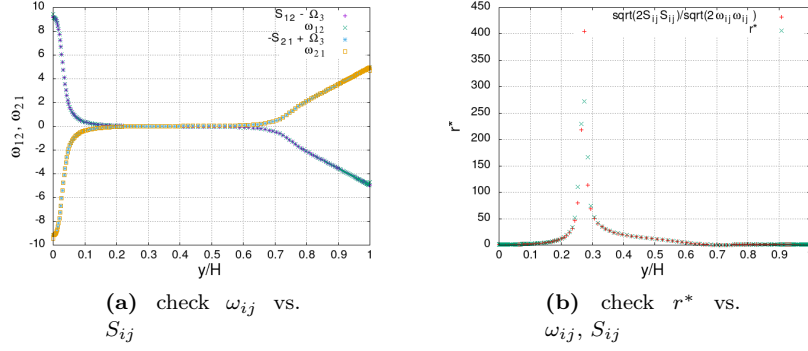 10
8
6
4
2
0
-2
-4
-6
-8
-10
ω12, ω21
S12 - Ω3
ω12
-S21 + Ω3
ω21
0 0.1 0.2 0.3 0.4 0.5 0.6 0.7 0.8 0.9 1
y/H
(a) check ωij vs.
Sij
sqrt(2SijSij)/sqrt(2ωijωij)
r*
450
400
350
300
250
200
150
100
50
0
r*
0 0.1 0.2 0.3 0.4 0.5 0.6 0.7 0.8 0.9
y/H
(b) check r* vs.
ωij, Sij